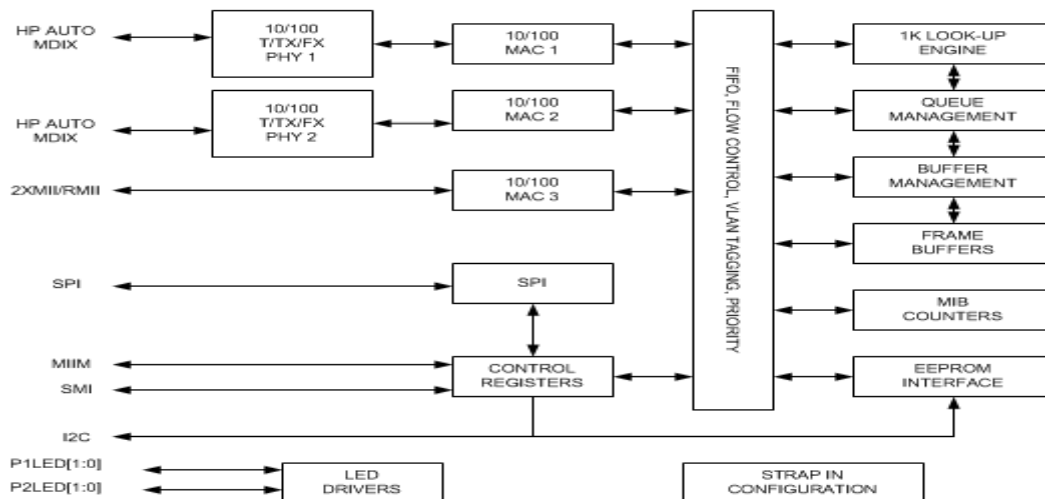 HP AUTO
MDIX
10/100
T/TX/FX
PHY 1
10/100
MAC 1
1K LOOK-UP
ENGINE
HP AUTO
MDIX
10/100
T/TX/FX
PHY 2
10/100
MAC 2
QUEUE
MANAGEMENT
2XMII/RMII
10/100
MAC 3
BUFFER
MANAGEMENT
FIFO, FLOW CONTROL, VLAN TAGGING, PRIORITY
FRAME
BUFFERS
SPI
SPI
MIB
COUNTERS
MIIM
SMI
CONTROL
REGISTERS
EEPROM
INTERFACE
I2C
P1LED[1:0]
P2LED[1:0]
LED
DRIVERS
STRAP IN
CONFIGURATION